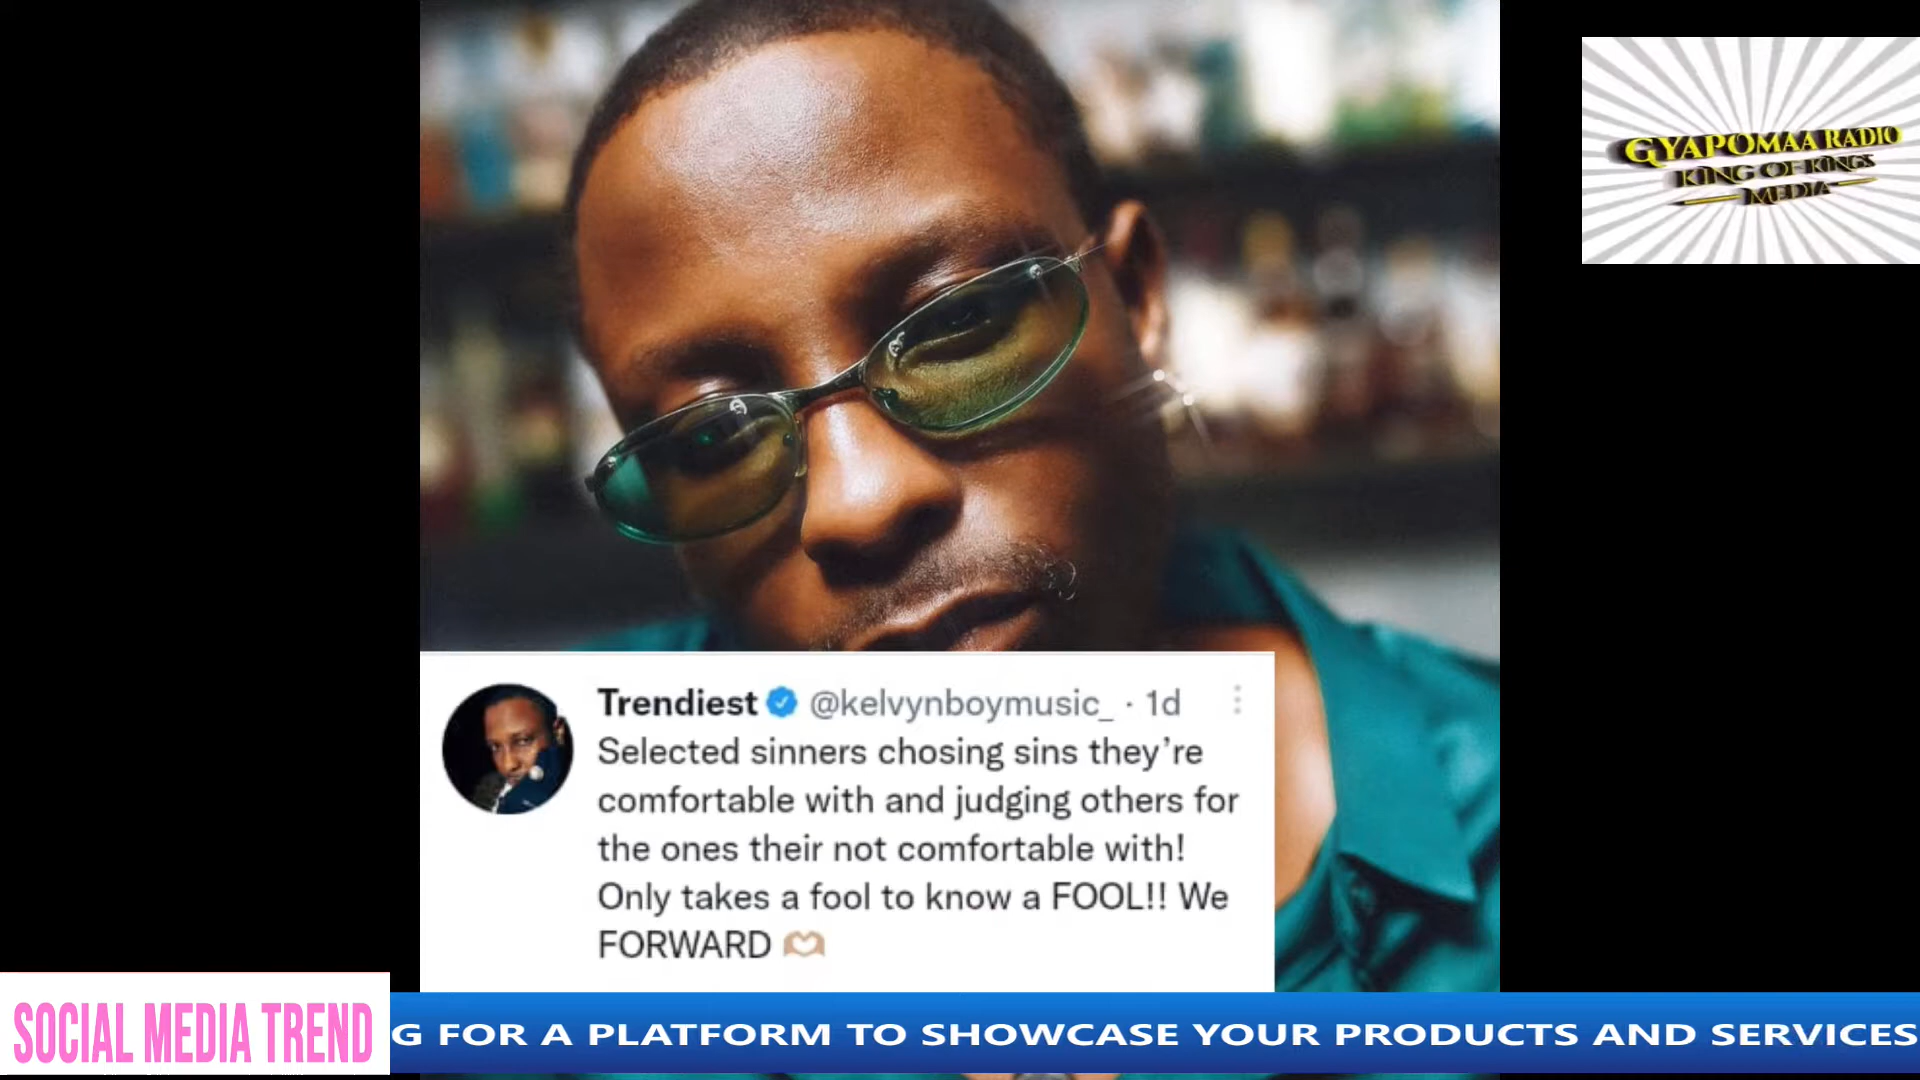 GYAPOMAA RADIO
KING OF KINGS
MEDIA
Trendiest @kelvynboymusic_ · 1d
Selected sinners chosing sins they’re
comfortable with and judging others for
the ones their not comfortable with!
Only takes a fool to know a FOOL!! We
FORWARD 🫶🏼
SOCIAL MEDIA TREND
G FOR A PLATFORM TO SHOWCASE YOUR PRODUCTS AND SERVICES